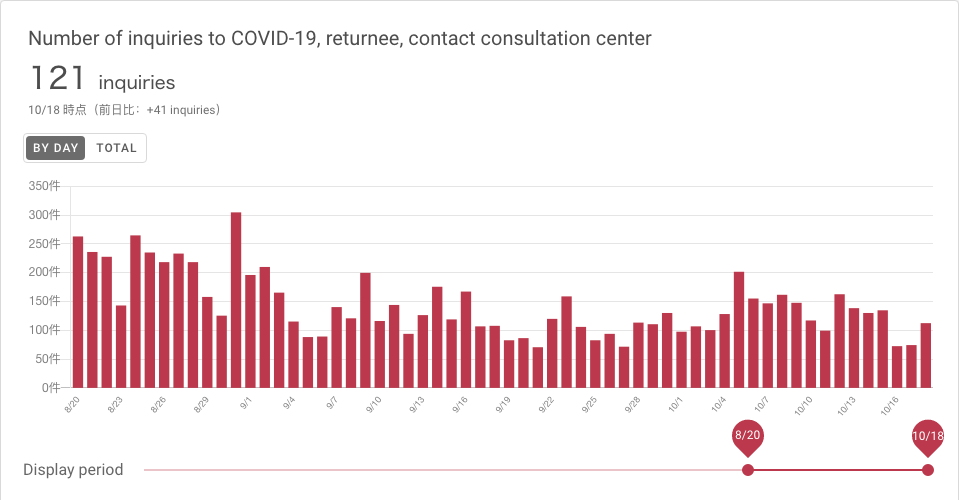 Number of inquiries to COVID-19, returnee, contact consultation center
121 inquiries
10/18 時点（前日比：+41 inquiries）
BY DAY TOTAL
350件
300件
250件
200件
150件
100件
50件
0件
8/20 8/23 8/26 8/29 9/1 9/4 9/7 9/10 9/13 9/16 9/19 9/22 9/25 9/28 10/1 10/4 10/7 10/10 10/13 10/16
8/20 10/18
Display period